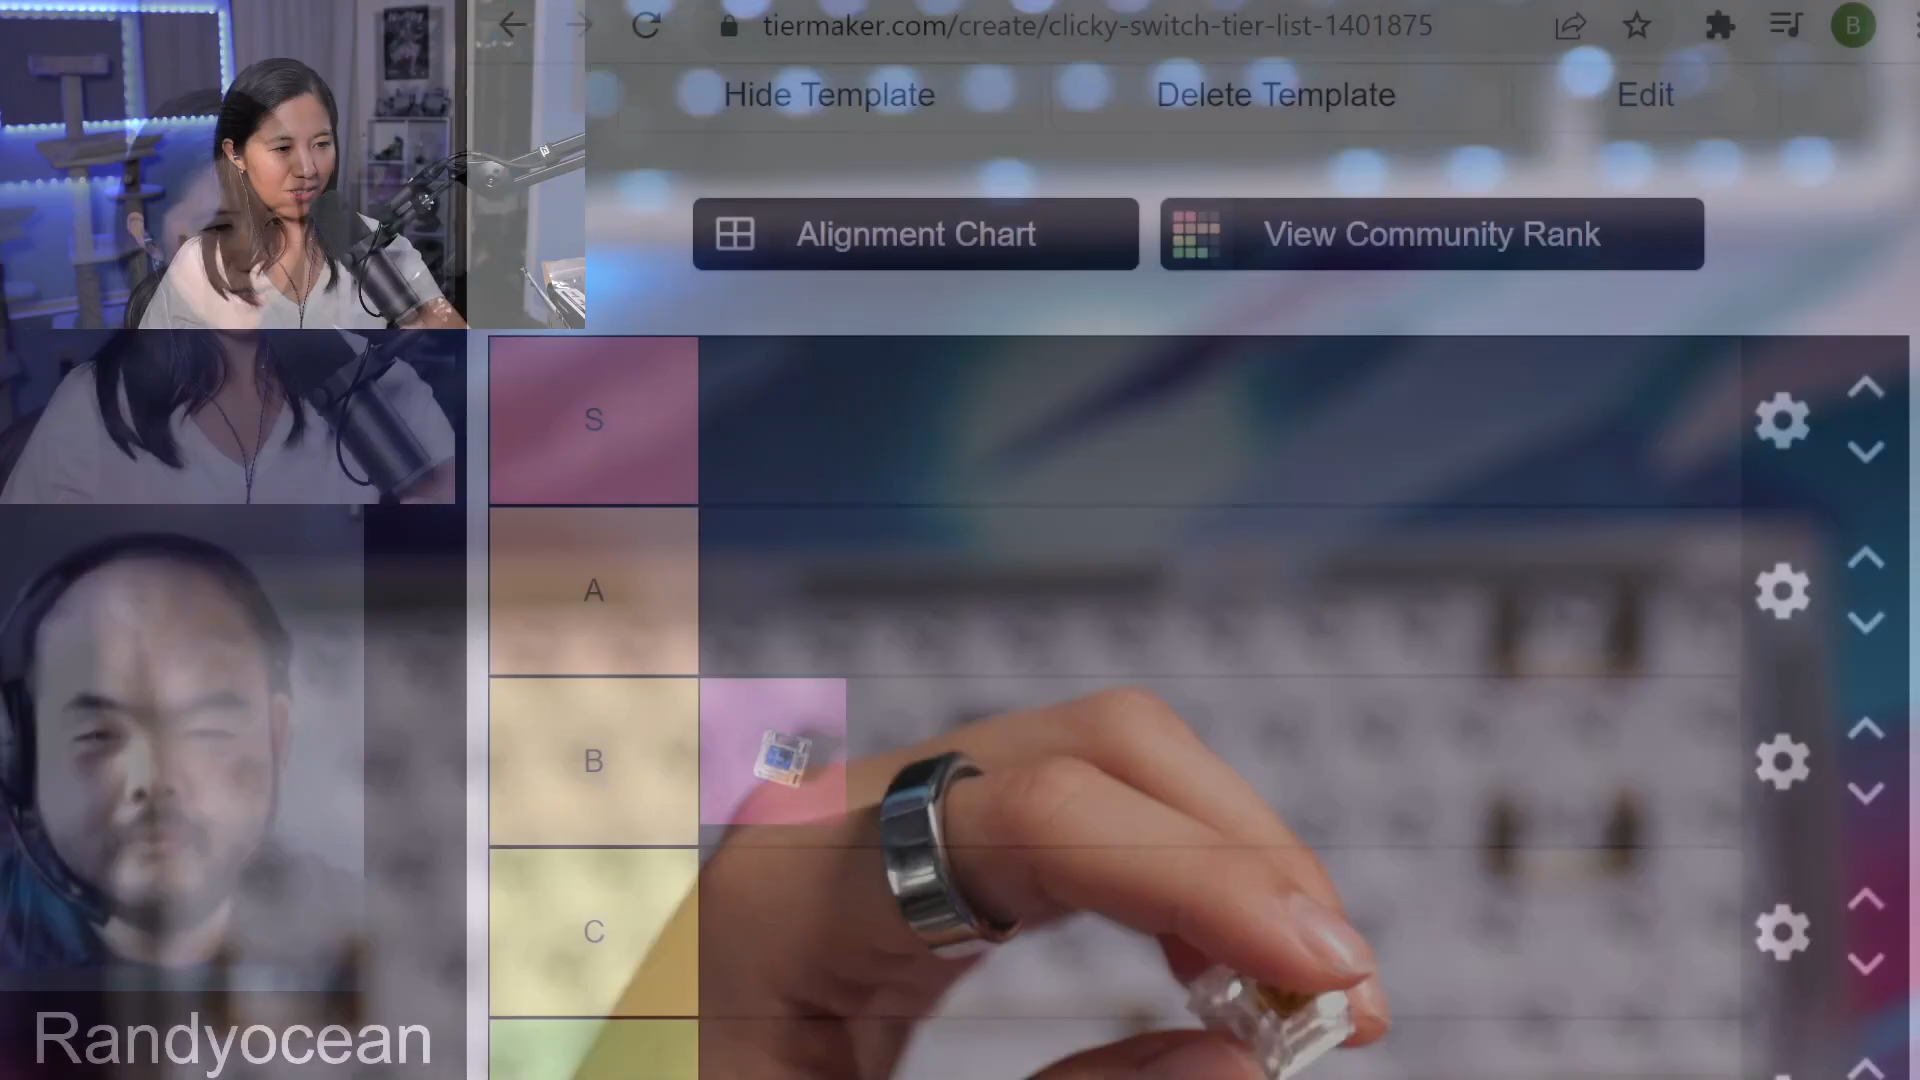 tiermaker.com/create/clicky-switch-tier-list-1401875
B
Hide Template
Delete Template
Edit
Alignment Chart
View Community Rank
S
A
B
C
Randyocean